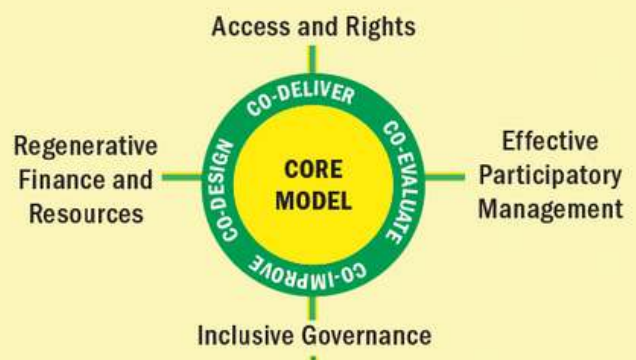 Access and Rights
CO-DELIVER
CO-EVALUATE
CO-IMPROVE
CO-DESIGN
CORE
MODEL
Regenerative
Finance and
Resources
Effective
Participatory
Management
Inclusive Governance